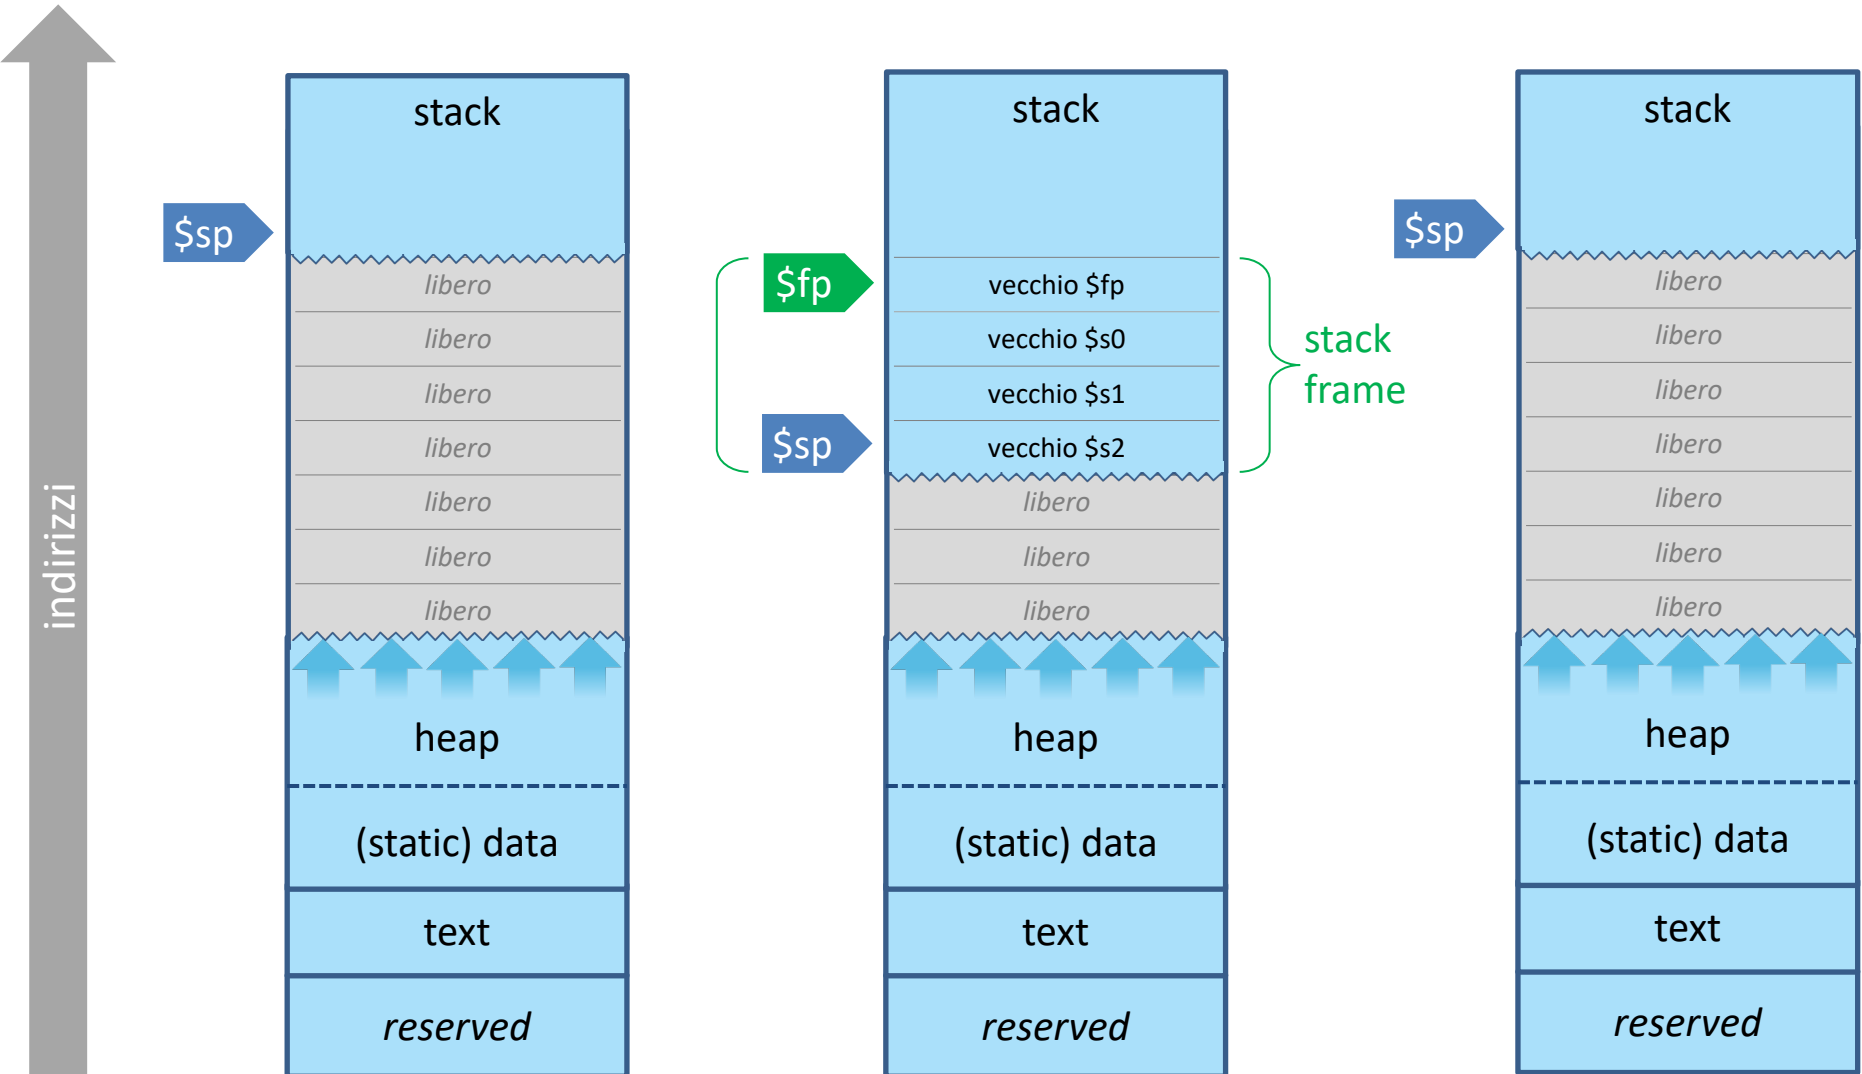 indirizzi
stack
$sp
libero
libero
libero
libero
libero
libero
libero
heap
(static) data
text
reserved
stack
$fp
vecchio $fp
vecchio $s0
vecchio $s1
$sp
vecchio $s2
stack
frame
libero
libero
libero
heap
(static) data
text
reserved
stack
$sp
libero
libero
libero
libero
libero
libero
libero
heap
(static) data
text
reserved